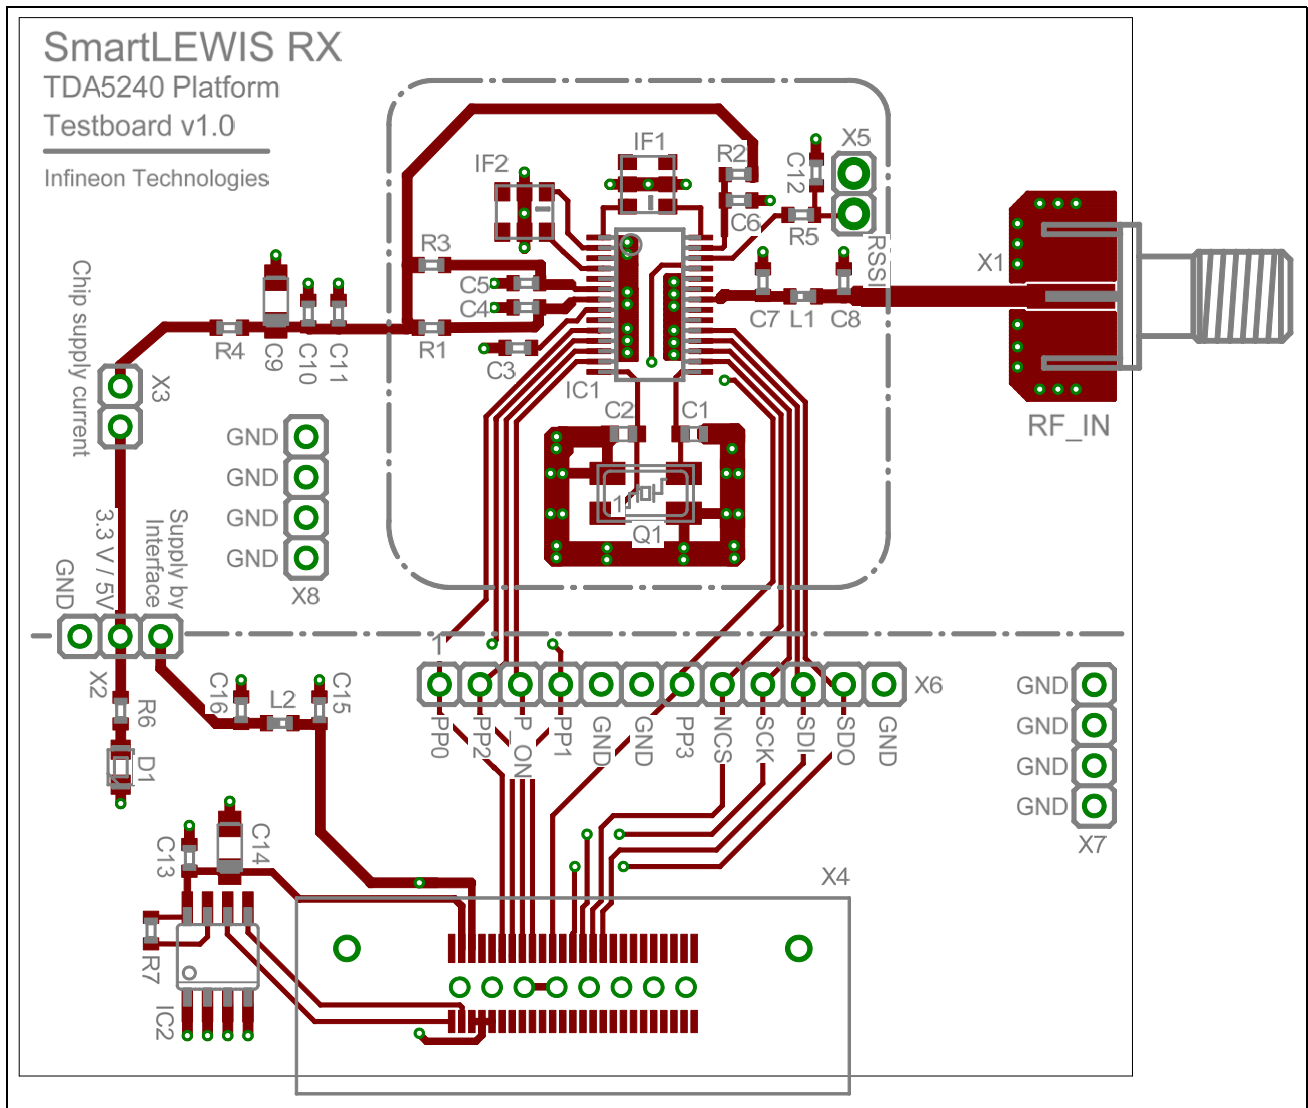 SmartLEWIS RX
TDA5240 Platform
Testboard v1.0
Infineon Technologies
IF2
IF1
R2
C12
X5
C6
R5
RSSI
X1
RF_IN
R3
C5
C4
R1
C3
IC1
C7
L1
C8
C2
C1
1
Q1
Chip supply current
X3
R4
C9
C10
C11
GND
GND
GND
GND
X8
GND
3.3 V / 5V
Supply by
Interface
X2
R6
D1
C16
L2
C15
1
X6
PP0
PP2
P_ON
PP1
GND
GND
PP3
NCS
SCK
SDI
SDO
GND
GND
GND
GND
GND
X7
C13
C14
R7
IC2
X4